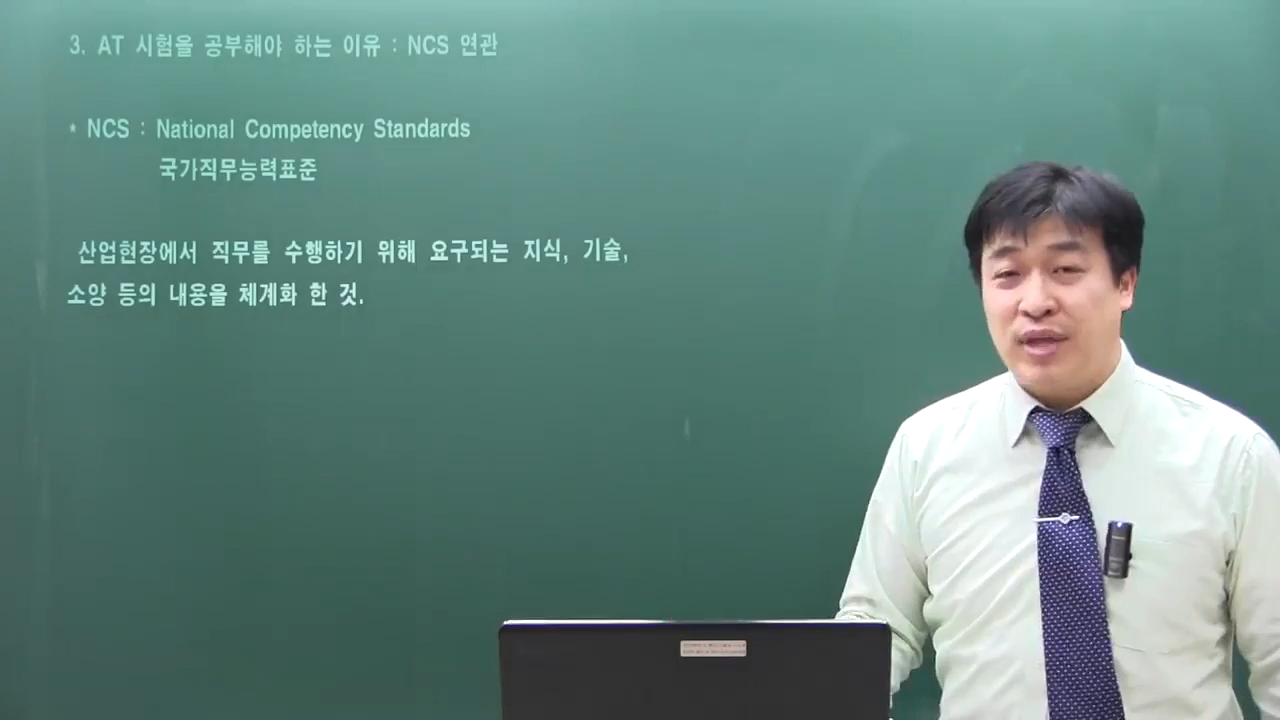 3. AT 시험을 공부해야 하는 이유 : NCS 연관
* NCS : National Competency Standards
국가직무능력표준
산업현장에서 직무를 수행하기 위해 요구되는 지식, 기술,
소양 등의 내용을 체계화 한 것.